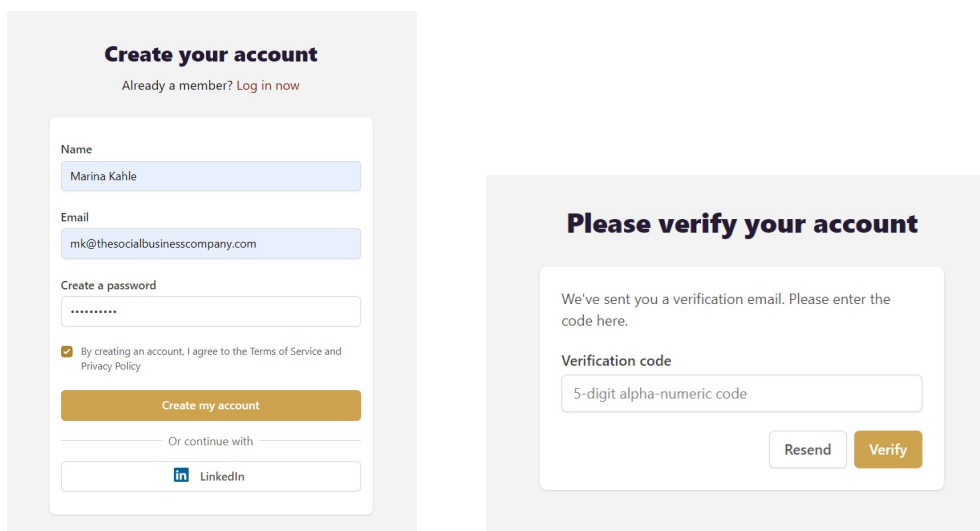 Create your account
Already a member? Log in now
Name
Marina Kahle
Email
mk@thesocialbusinesscompany.com
Create a password
••••••••••
By creating an account, I agree to the Terms of Service and
Privacy Policy
Create my account
Or continue with
in LinkedIn
Please verify your account
We've sent you a verification email. Please enter the
code here.
Verification code
5-digit alpha-numeric code
Resend Verify